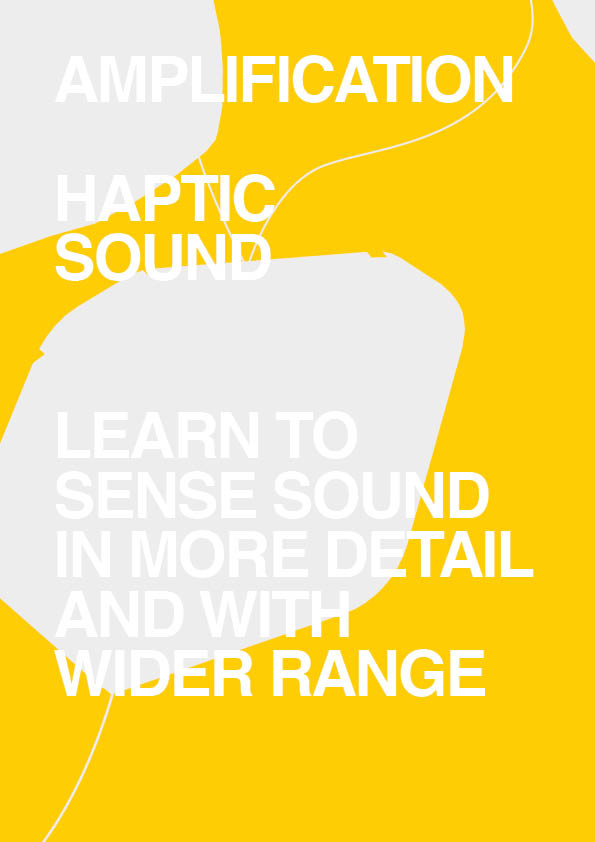 AMPLIFICATION
HAPTIC
SOUND
LEARN TO
SENSE SOUND
IN MORE DETAIL
AND WITH
WIDER RANGE